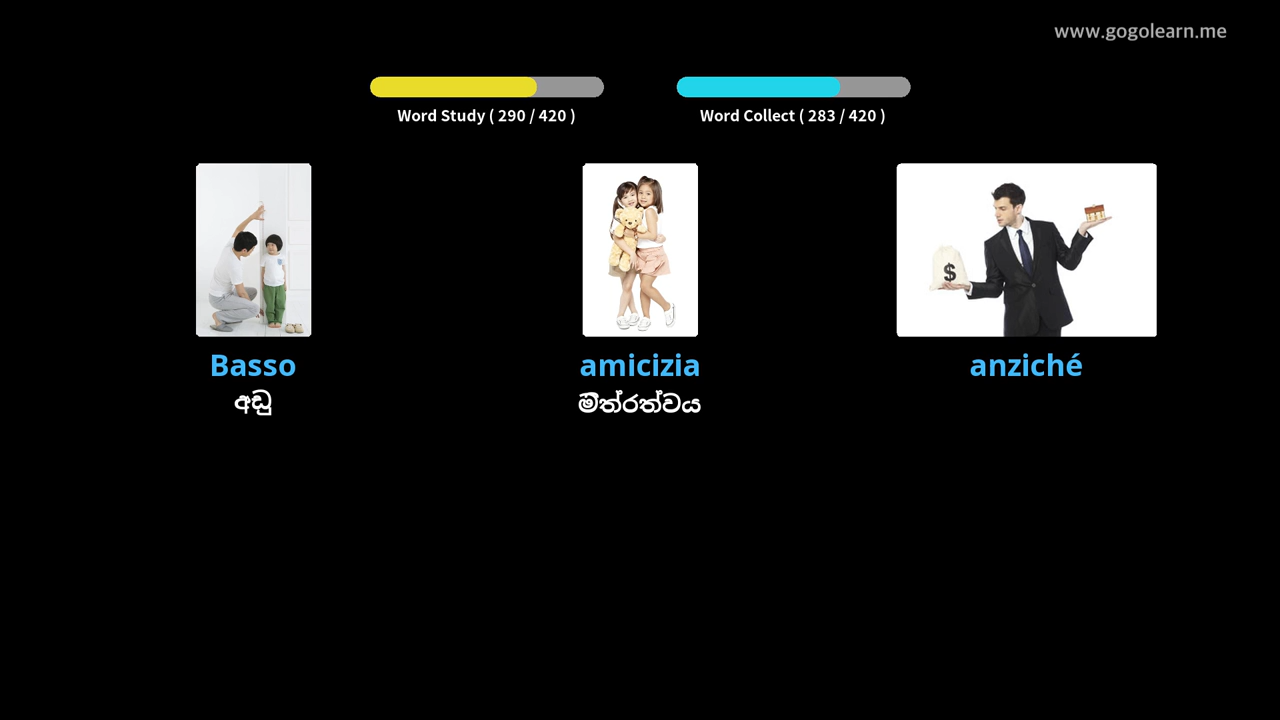 www.gogolearn.me
Word Study ( 290 / 420 )
Word Collect ( 283 / 420 )
Basso
amicizia
anziché
අඩු
මිත්රත්වය